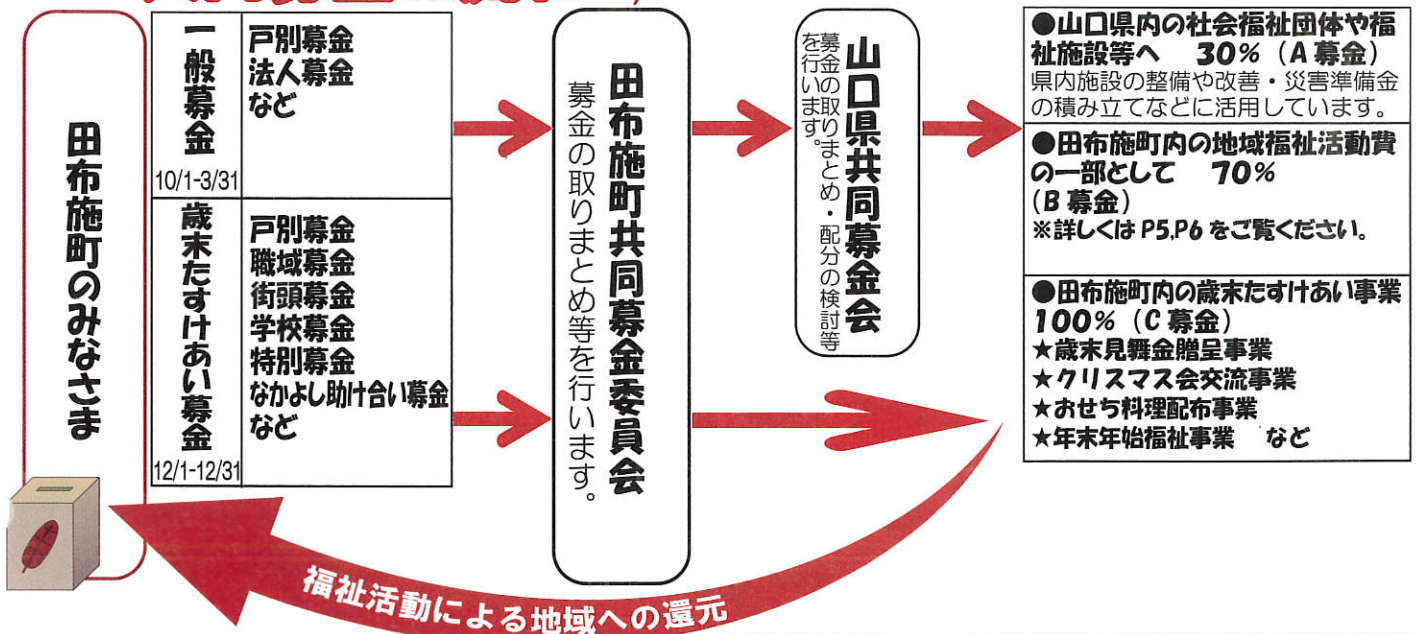 田布施町のみなさま
一般募金
10/1-3/31
戸別募金
法人募金
など
歳末たすけあい募金
12/1-12/31
戸別募金
職域募金
街頭募金
学校募金
特別募金
なかよし助け合い募金
など
田布施町共同募金委員会
募金の取りまとめ等を行います。
山口県共同募金会
募金の取りまとめ・配分の検討等
を行います。
●山口県内の社会福祉団体や福
祉施設等へ 30%（A募金）
県内施設の整備や改善・災害準備金
の積み立てなどに活用しています。
●田布施町内の地域福祉活動費
の一部として 70%
(B募金)
※詳しくはP5,P6をご覧ください。
●田布施町内の歳末たすけあい事業
100%（C募金）
★歳末見舞金贈呈事業
★クリスマス会交流事業
★おせち料理配布事業
★年末年始福祉事業 など
福祉活動による地域への還元